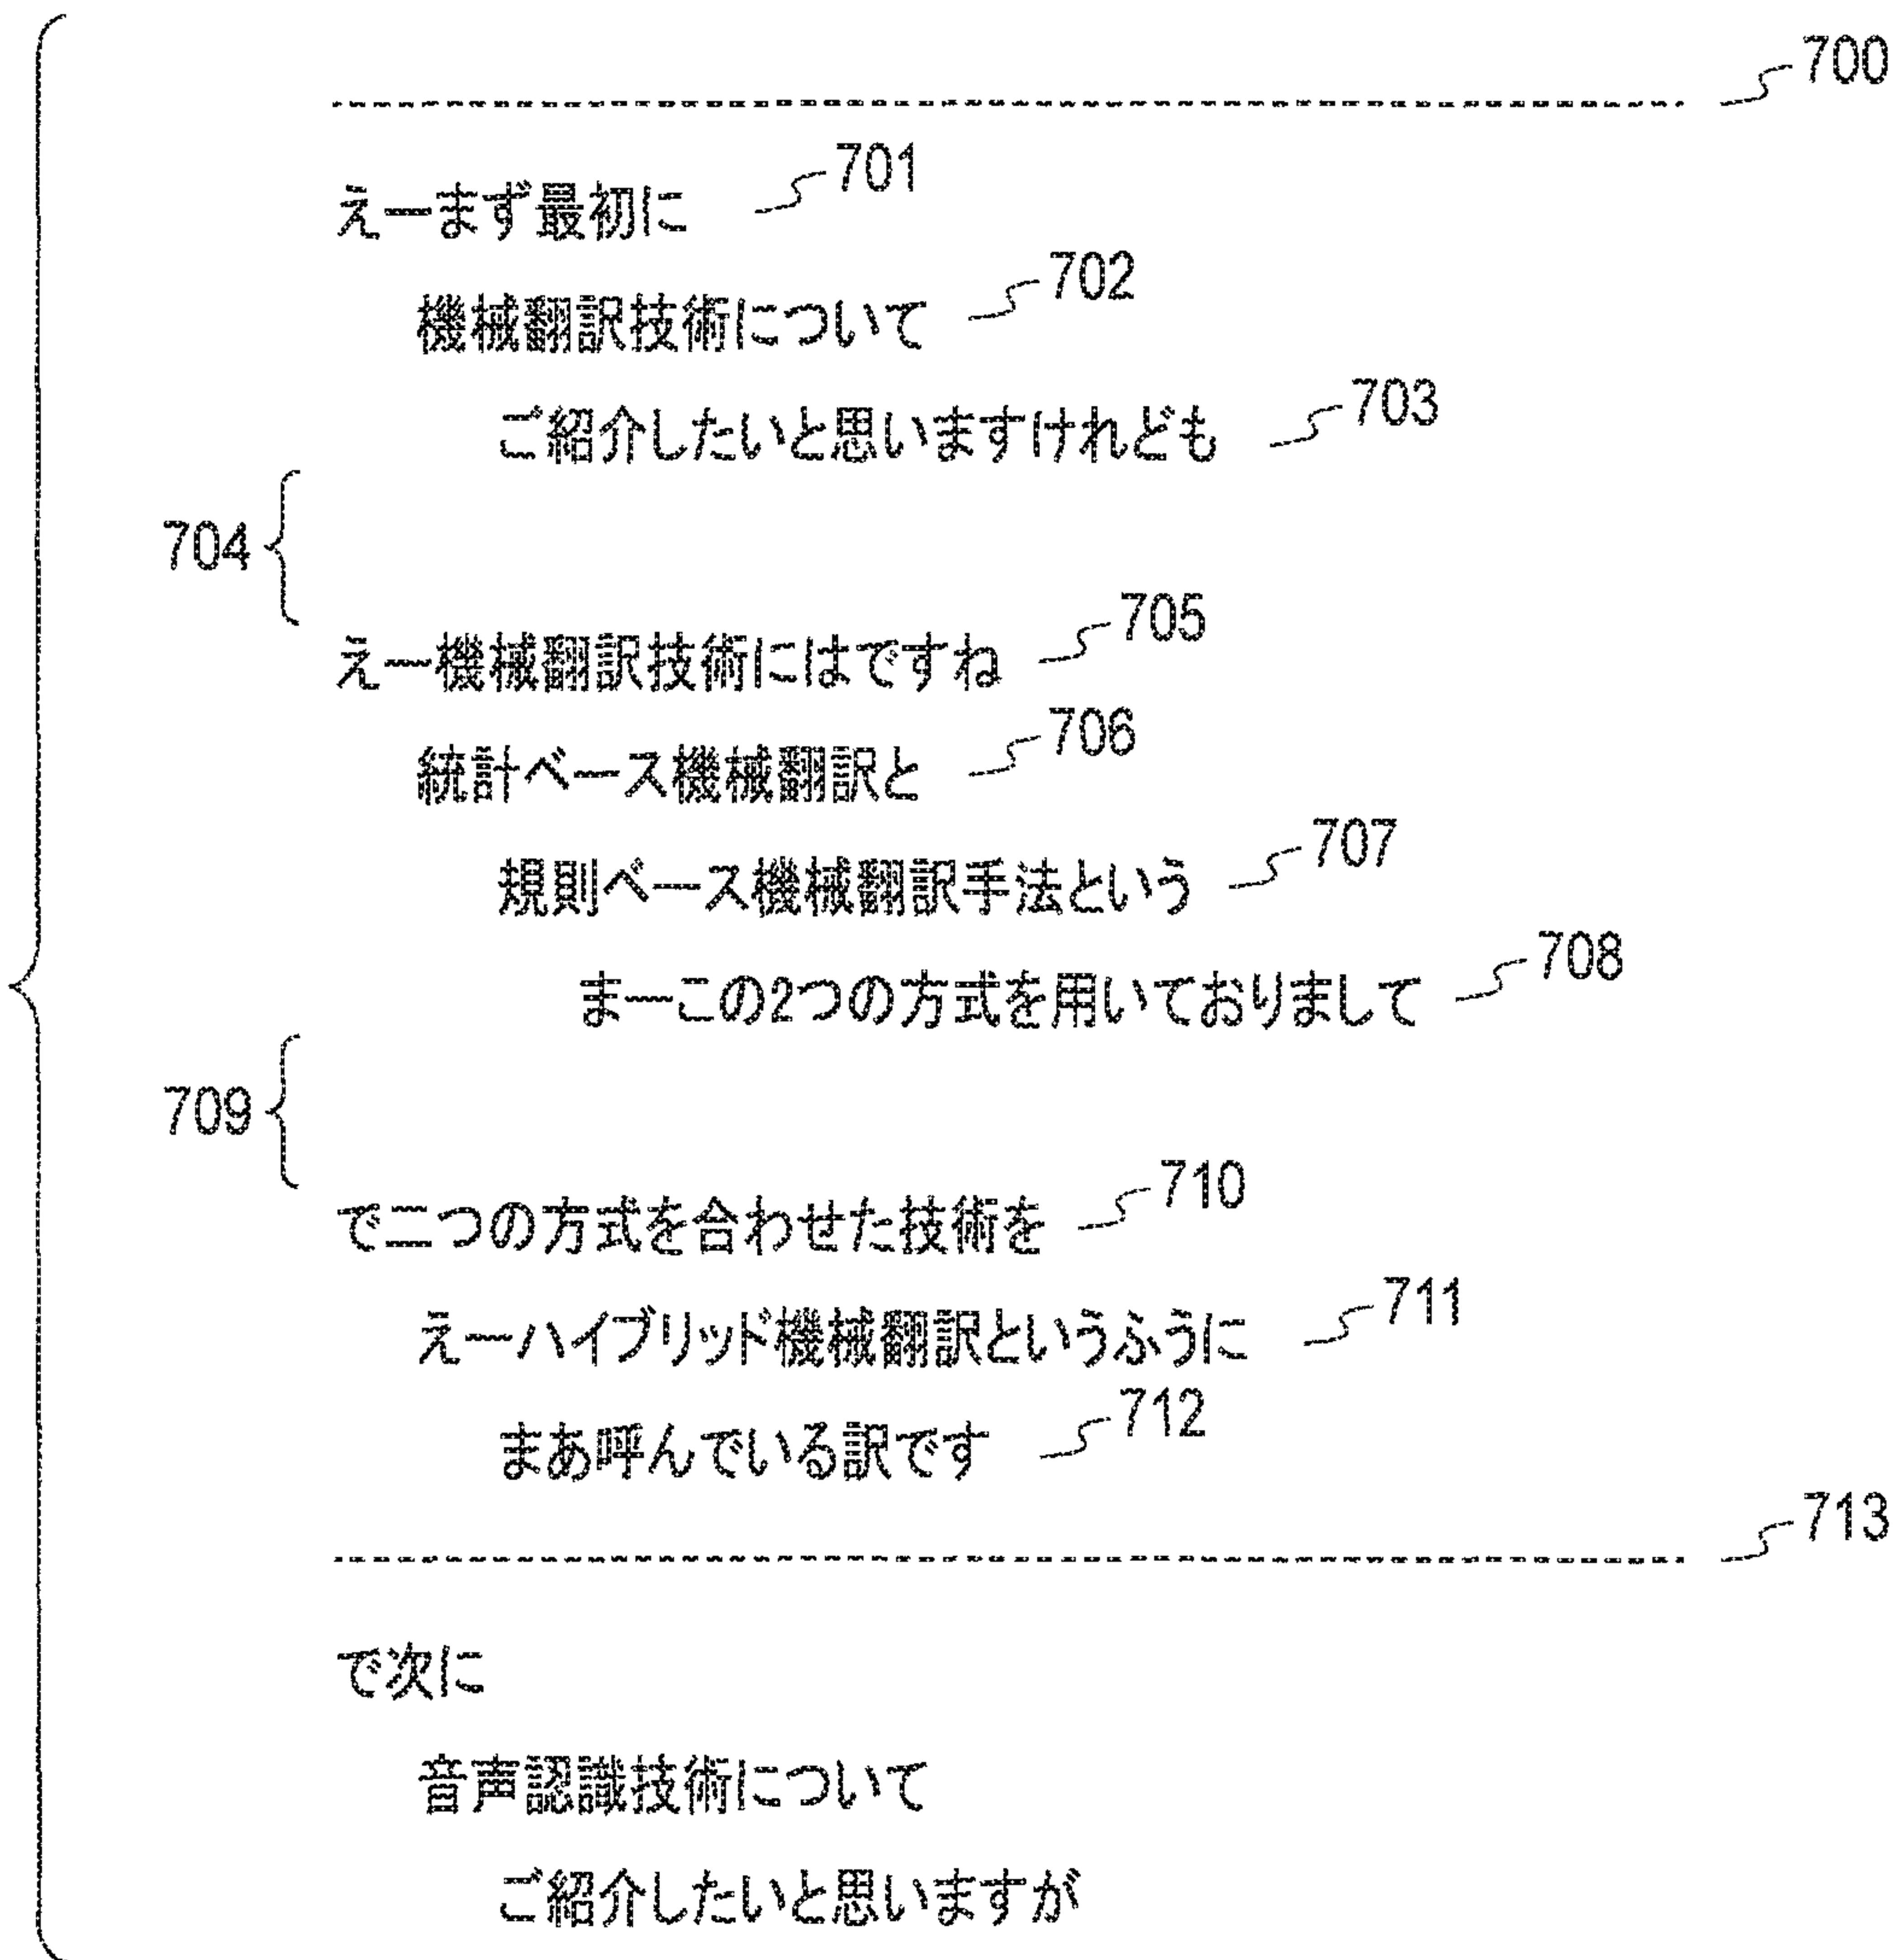 700
えーまず最初に 701
機械翻訳技術について 702
ご紹介したいと思いますけれども 703
704
えー機械翻訳技術にはですね 705
統計ベース機械翻訳と 706
規則ベース機械翻訳手法という 707
まーこの2つの方式を用いておりまして 708
709
で二つの方式を合わせた技術を 710
えーハイブリッド機械翻訳というふうに 711
まあ呼んでいる訳です 712
713
で次に
音声認識技術について
ご紹介したいと思いますが